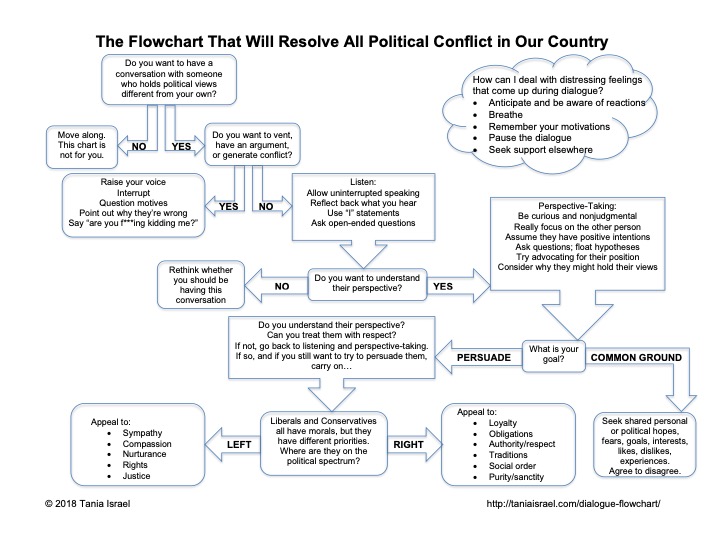 The Flowchart That Will Resolve All Political Conflict in Our Country
Do you want to have a
conversation with someone
who holds political views
different from your own?
How can I deal with distressing feelings
that come up during dialogue?
• Anticipate and be aware of reactions
• Breathe
• Remember your motivations
• Pause the dialogue
• Seek support elsewhere
Move along.
This chart is
not for you.
NO
YES
Do you want to vent,
have an argument,
or generate conflict?
Raise your voice
Interrupt
Question motives
Point out why they're wrong
Say "are you f***ing kidding me?"
YES
NO
Listen:
Allow uninterrupted speaking
Reflect back what you hear
Use "I" statements
Ask open-ended questions
Perspective-Taking:
Be curious and nonjudgmental
Really focus on the other person
Assume they have positive intentions
Ask questions; float hypotheses
Try advocating for their position
Consider why they might hold their views
Rethink whether
you should be
having this
conversation
NO
Do you want to understand
their perspective?
YES
Do you understand their perspective?
Can you treat them with respect?
If not, go back to listening and perspective-taking.
If so, and if you still want to try to persuade them,
carry on…
PERSUADE
What is your
goal?
COMMON GROUND
Appeal to:
• Sympathy
• Compassion
• Nurturance
• Rights
• Justice
LEFT
Liberals and Conservatives
all have morals, but they
have different priorities.
Where are they on the
political spectrum?
RIGHT
Appeal to:
• Loyalty
• Obligations
• Authority/respect
• Traditions
• Social order
• Purity/sanctity
Seek shared personal
or political hopes,
fears, goals, interests,
likes, dislikes,
experiences.
Agree to disagree.
© 2018 Tania Israel
http://taniaisrael.com/dialogue-flowchart/